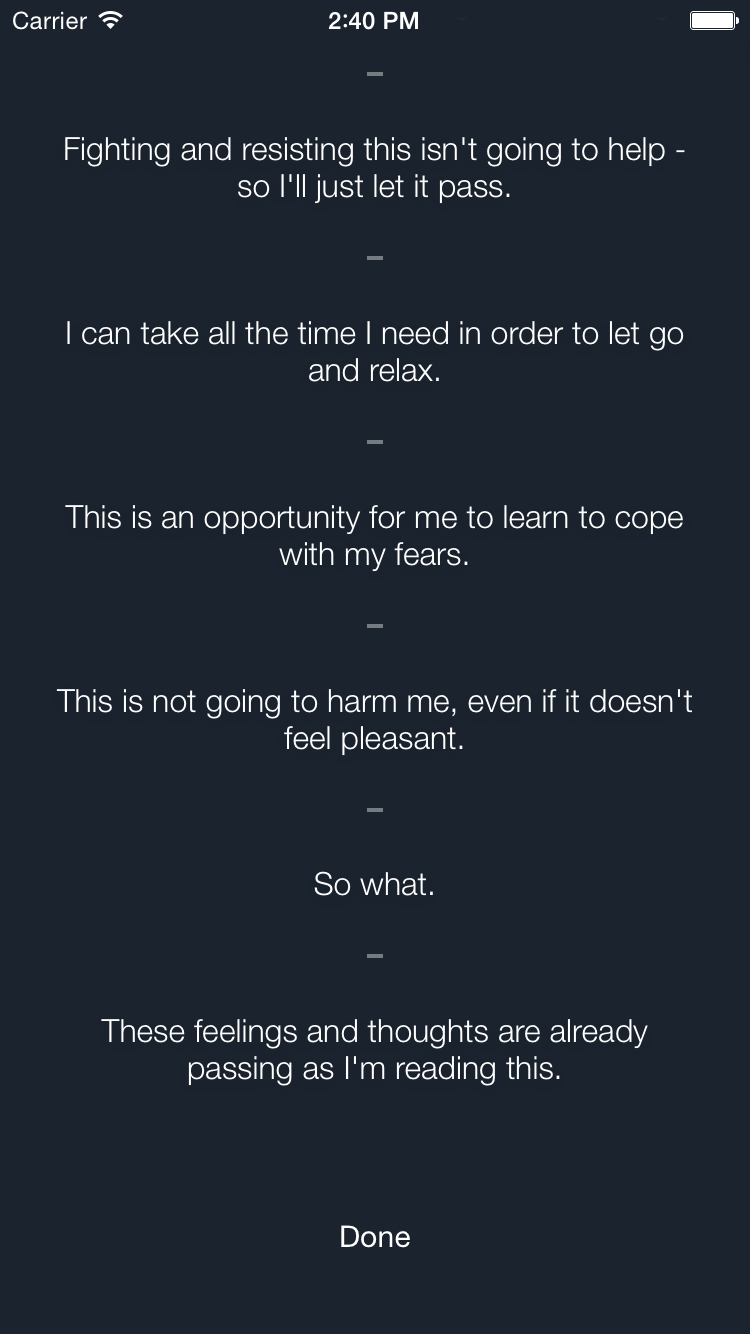 Carrier 2:40 PM
Fighting and resisting this isn't going to help -
so I'll just let it pass.
I can take all the time I need in order to let go
and relax.
This is an opportunity for me to learn to cope
with my fears.
This is not going to harm me, even if it doesn't
feel pleasant.
So what.
These feelings and thoughts are already
passing as I'm reading this.
Done